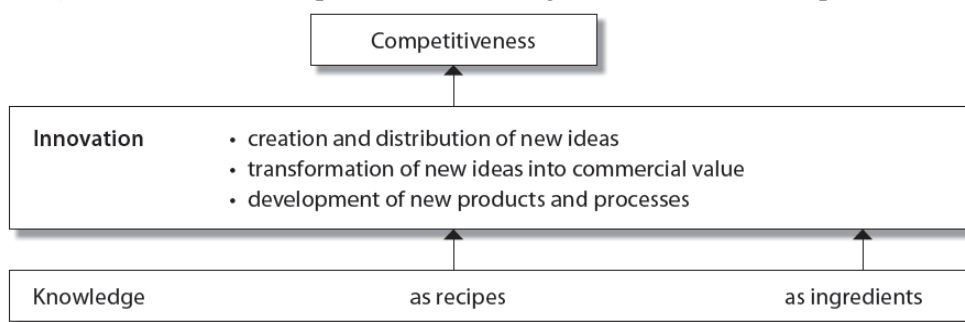 Competitiveness
Innovation • creation and distribution of new ideas
• transformation of new ideas into commercial value
• development of new products and processes
Knowledge as recipes as ingredients